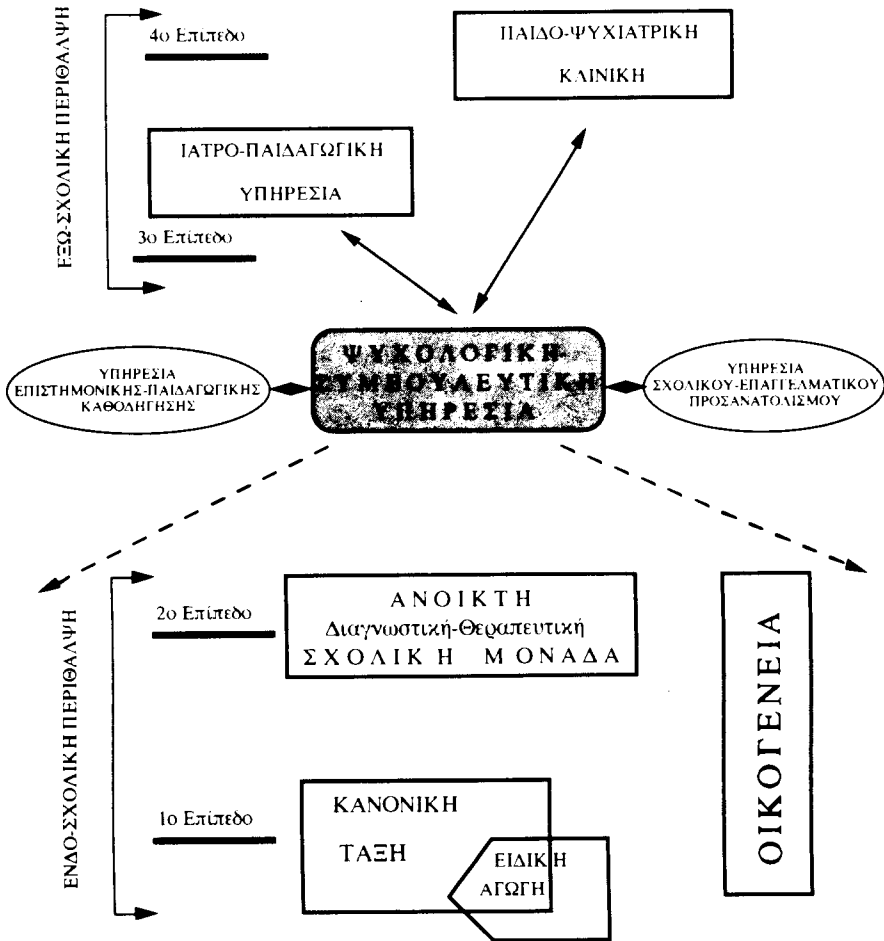 ΕΞΩ-ΣΧΟΛΙΚΗ ΠΕΡΙΘΑΛΨΗ
4ο Επίπεδο
ΠΑΙΔΟ-ΨΥΧΙΑΤΡΙΚΗ
ΚΛΙΝΙΚΗ
ΙΑΤΡΟ-ΠΑΙΔΑΓΩΓΙΚΗ
ΥΠΗΡΕΣΙΑ
3ο Επίπεδο
ΥΠΗΡΕΣΙΑ
ΕΠΙΣΤΗΜΟΝΙΚΗΣ-ΠΑΙΔΑΓΩΓΙΚΗΣ
ΚΑΘΟΔΗΓΗΣΗΣ
ΨΥΧΟΛΟΓΙΚΗ-
ΣΥΜΒΟΥΛΕΥΤΙΚΗ
ΥΠΗΡΕΣΙΑ
ΥΠΗΡΕΣΙΑ
ΣΧΟΛΙΚΟΥ-ΕΠΑΓΓΕΛΜΑΤΙΚΟΥ
ΠΡΟΣΑΝΑΤΟΛΙΣΜΟΥ
ΕΝΔΟ-ΣΧΟΛΙΚΗ ΠΕΡΙΘΑΛΨΗ
2ο Επίπεδο
ΑΝΟΙΚΤΗ
Διαγνωστική-Θεραπευτική
ΣΧΟΛΙΚΗ ΜΟΝΑΔΑ
1ο Επίπεδο
ΚΑΝΟΝΙΚΗ
ΤΑΞΗ
ΕΙΔΙΚΗ
ΑΓΩΓΗ
ΟΙΚΟΓΕΝΕΙΑ